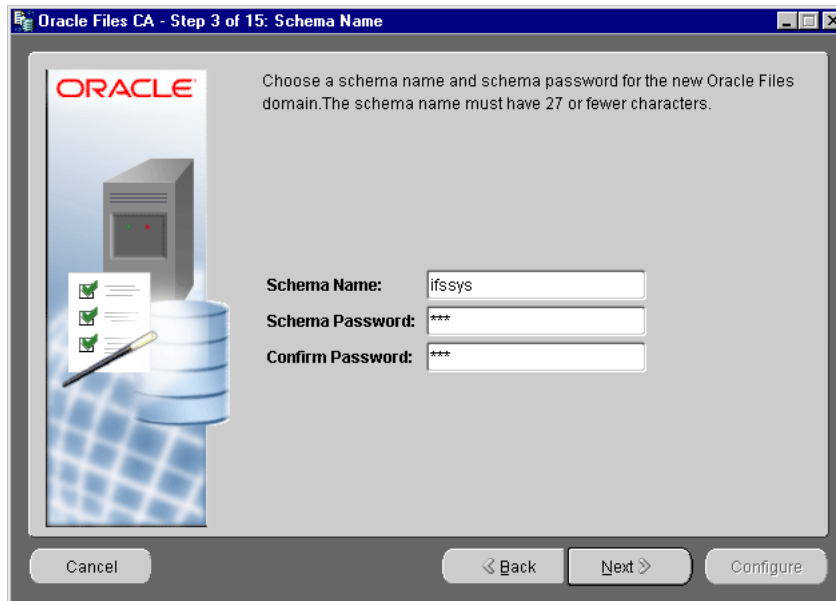 Oracle Files CA - Step 3 of 15: Schema Name
ORACLE
Choose a schema name and schema password for the new Oracle Files
domain.The schema name must have 27 or fewer characters.
Schema Name: ifssys
Schema Password: ***
Confirm Password: ***
Cancel Back Next Configure